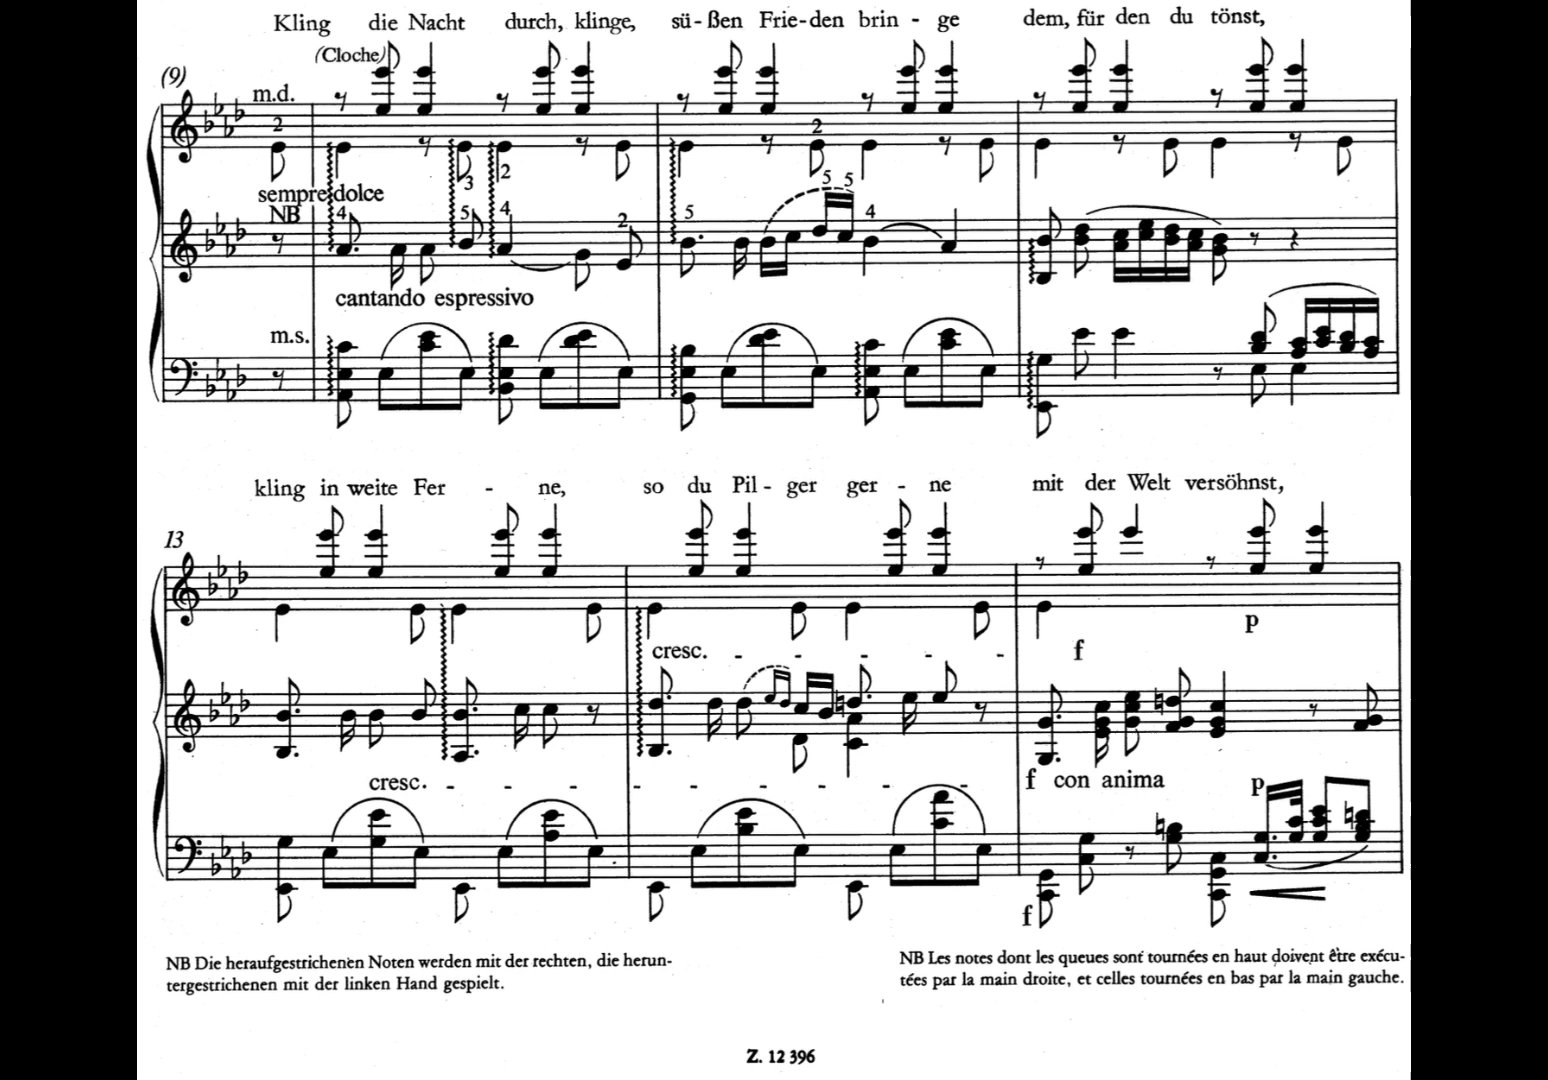 Kling die Nacht durch, klinge, sü-ßen Frie-den brin - ge dem, für den du tönst,
(Cloche)
(9)
m.d.
2
2
3 2
5 5
sempre dolce
NB
4 5 4 2 5 4
cantando espressivo
m.s.
kling in weite Fer - ne, so du Pil - ger ger - ne mit der Welt versöhnst,
13
p
cresc. - - - - - f
cresc. - - - - - - - - - f con anima p
f
NB Die heraufgestrichenen Noten werden mit der rechten, die herun-
tergestrichenen mit der linken Hand gespielt.
NB Les notes dont les queues sont tournées en haut doivent être exécu-
tées par la main droite, et celles tournées en bas par la main gauche.
Z. 12 396